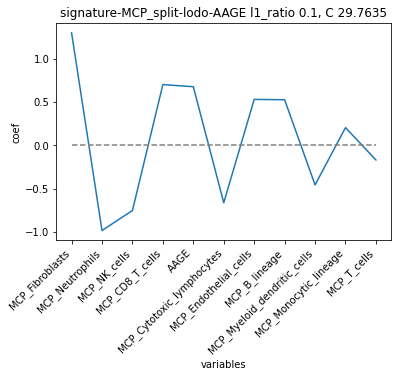 signature-MCP_split-lodo-AAGE l1_ratio 0.1, C 29.7635
coef
1.0
0.5
0.0
−0.5
−1.0
MCP_Fibroblasts
MCP_Neutrophils
MCP_NK_cells
MCP_CD8_T_cells
AAGE
MCP_Cytotoxic_lymphocytes
MCP_Endothelial_cells
MCP_B_lineage
MCP_Myeloid_dendritic_cells
MCP_Monocytic_lineage
MCP_T_cells
variables